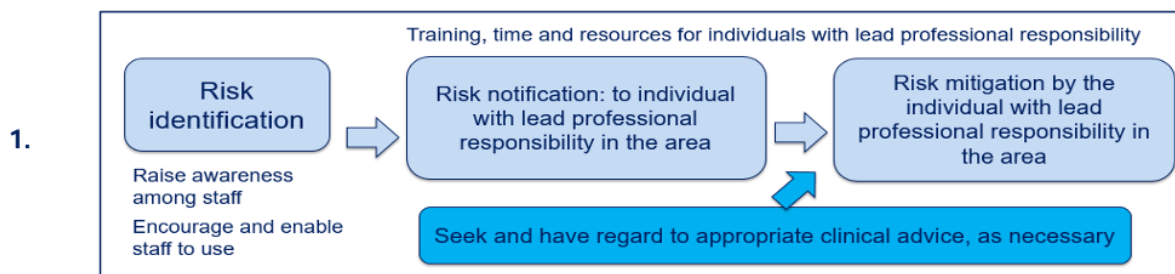 1.
Training, time and resources for individuals with lead professional responsibility
Risk
identification
Risk notification: to individual
with lead professional
responsibility in the area
Risk mitigation by the
individual with lead
professional responsibility in
the area
Raise awareness
among staff
Encourage and enable
staff to use
Seek and have regard to appropriate clinical advice, as necessary